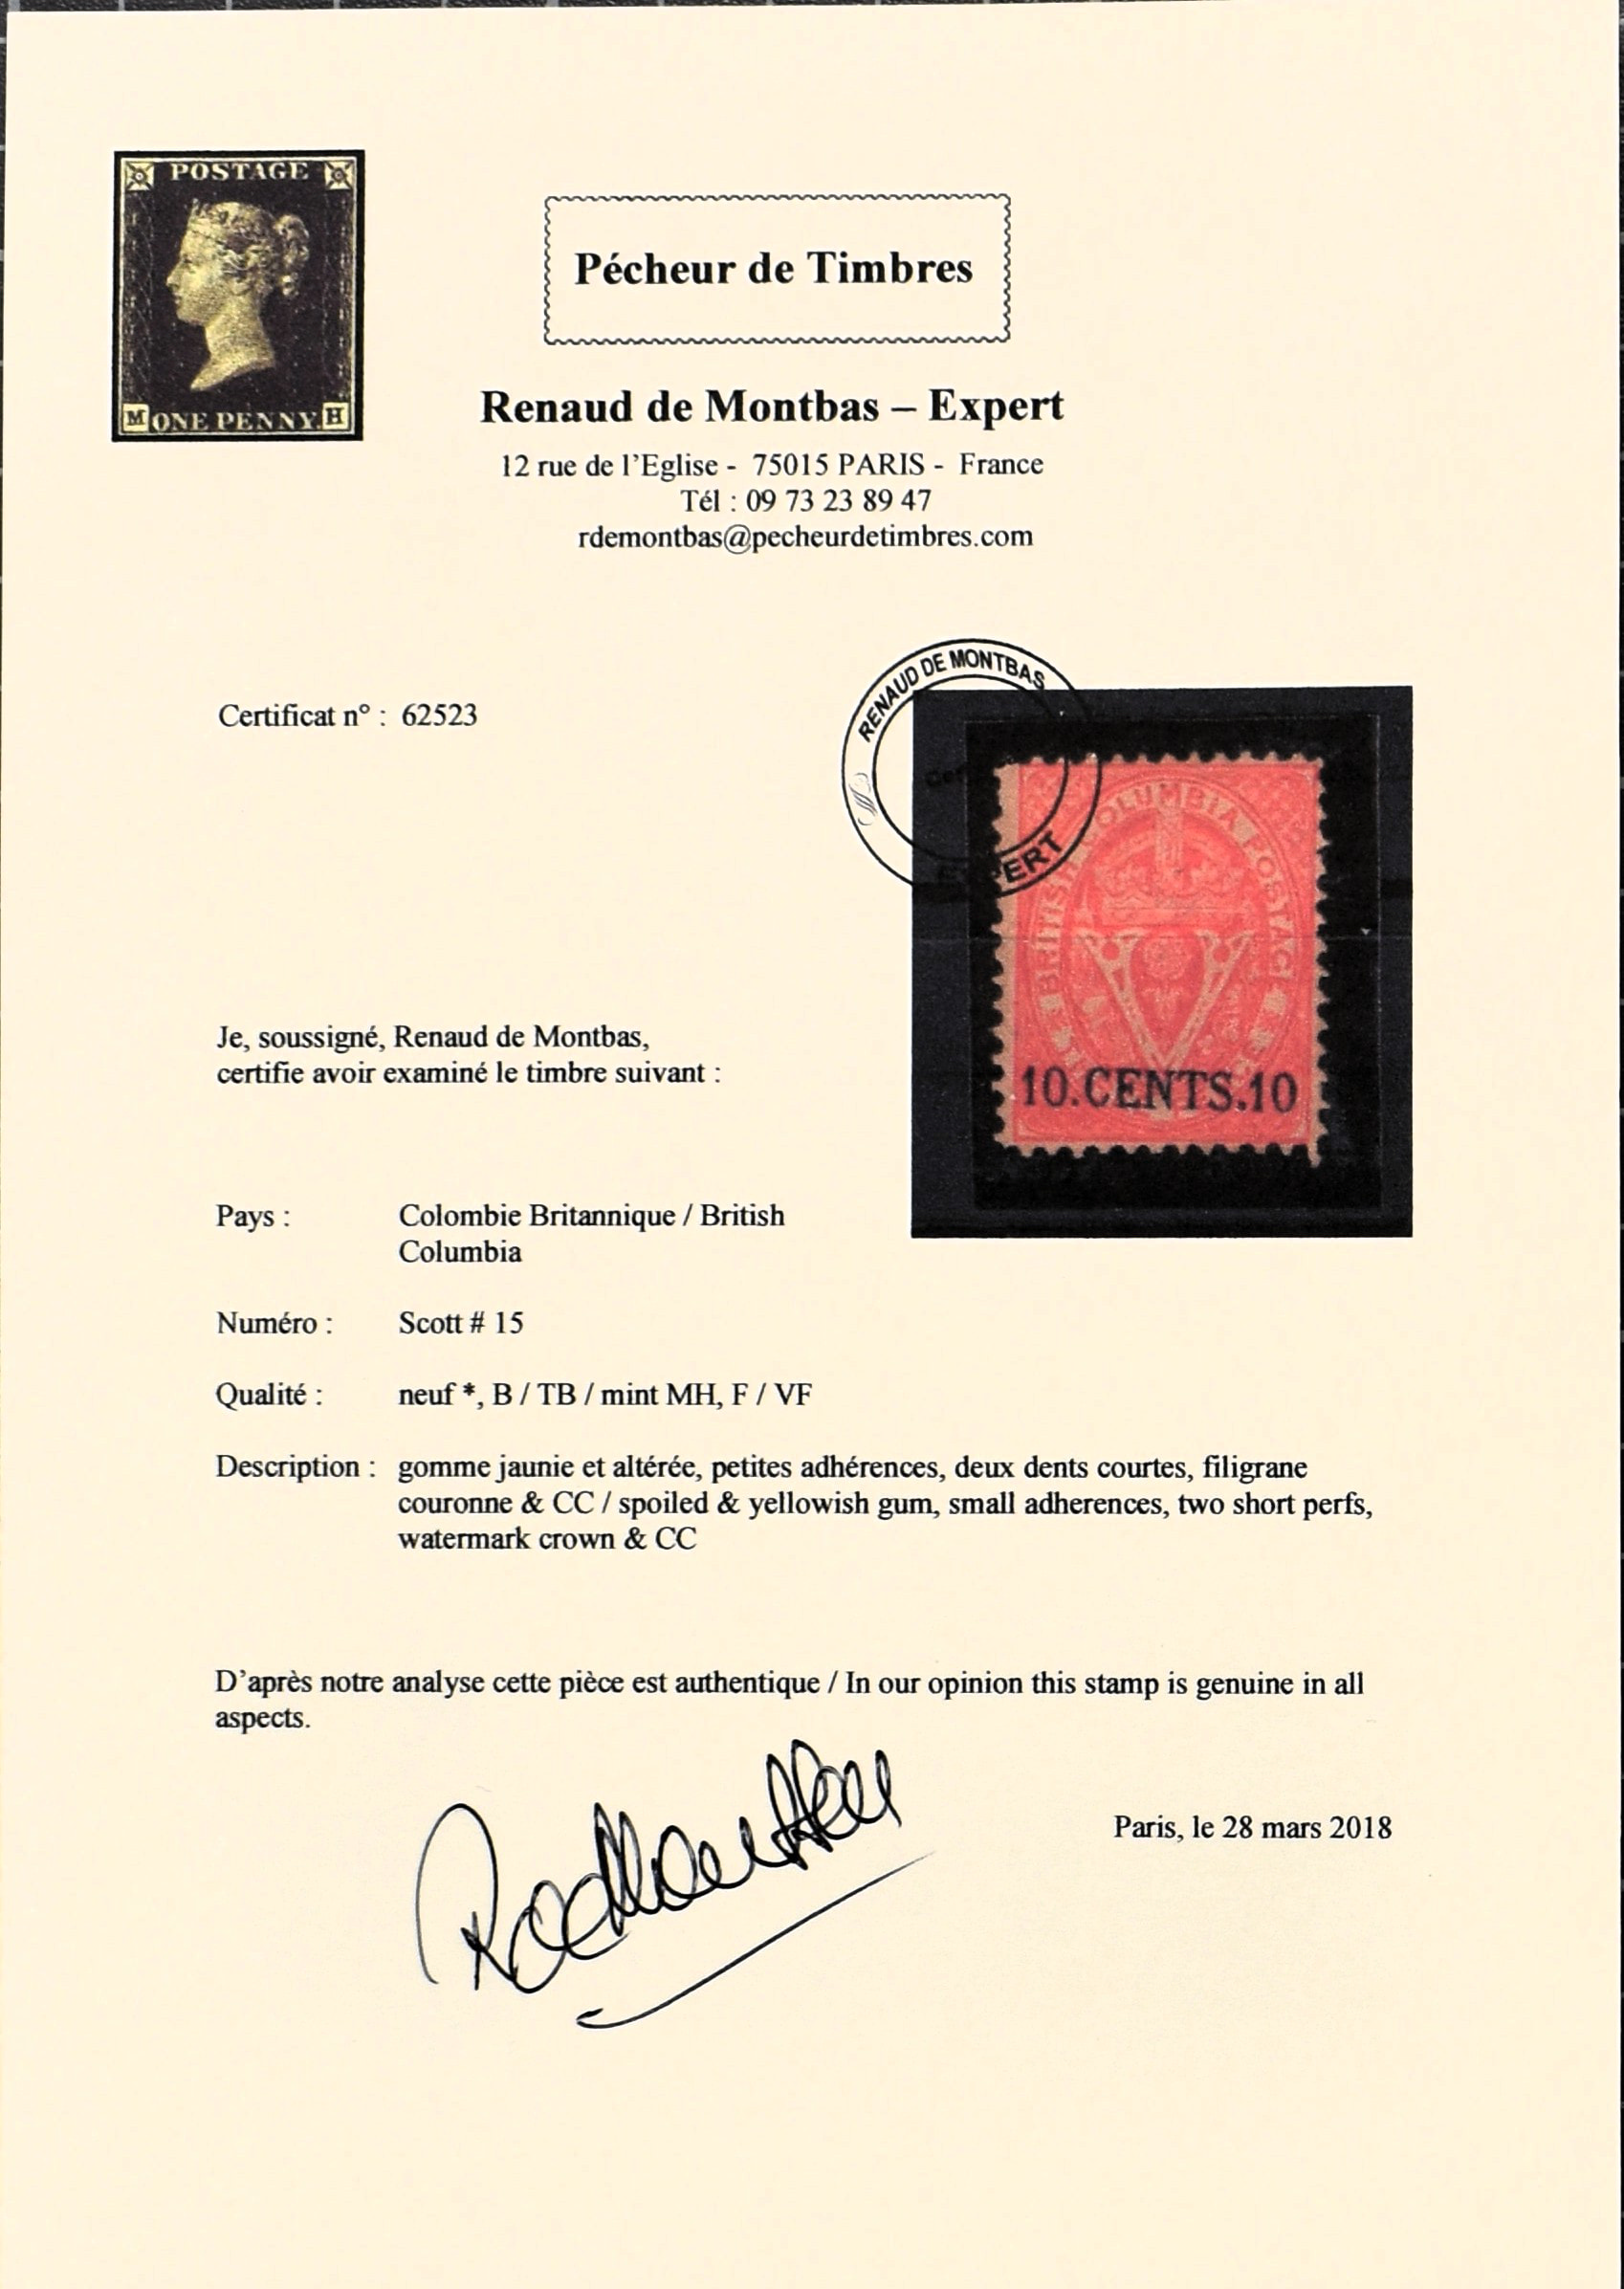 POSTAGE
M ONE PENNY. H
Pécheur de Timbres
Renaud de Montbas – Expert
12 rue de l'Eglise - 75015 PARIS - France
Tél : 09 73 23 89 47
rdemontbas@pecheurdetimbres.com
RENAUD DE MONTBAS
EXPERT
Certificat n° : 62523
BRITISH COLUMBIA POSTAGE
10.CENTS.10
Je, soussigné, Renaud de Montbas,
certifie avoir examiné le timbre suivant :
Pays : Colombie Britannique / British
Columbia
Numéro : Scott # 15
Qualité : neuf *, B / TB / mint MH, F / VF
Description : gomme jaunie et altérée, petites adhérences, deux dents courtes, filigrane
couronne & CC / spoiled & yellowish gum, small adherences, two short perfs,
watermark crown & CC
D'après notre analyse cette pièce est authentique / In our opinion this stamp is genuine in all
aspects.
Paris, le 28 mars 2018